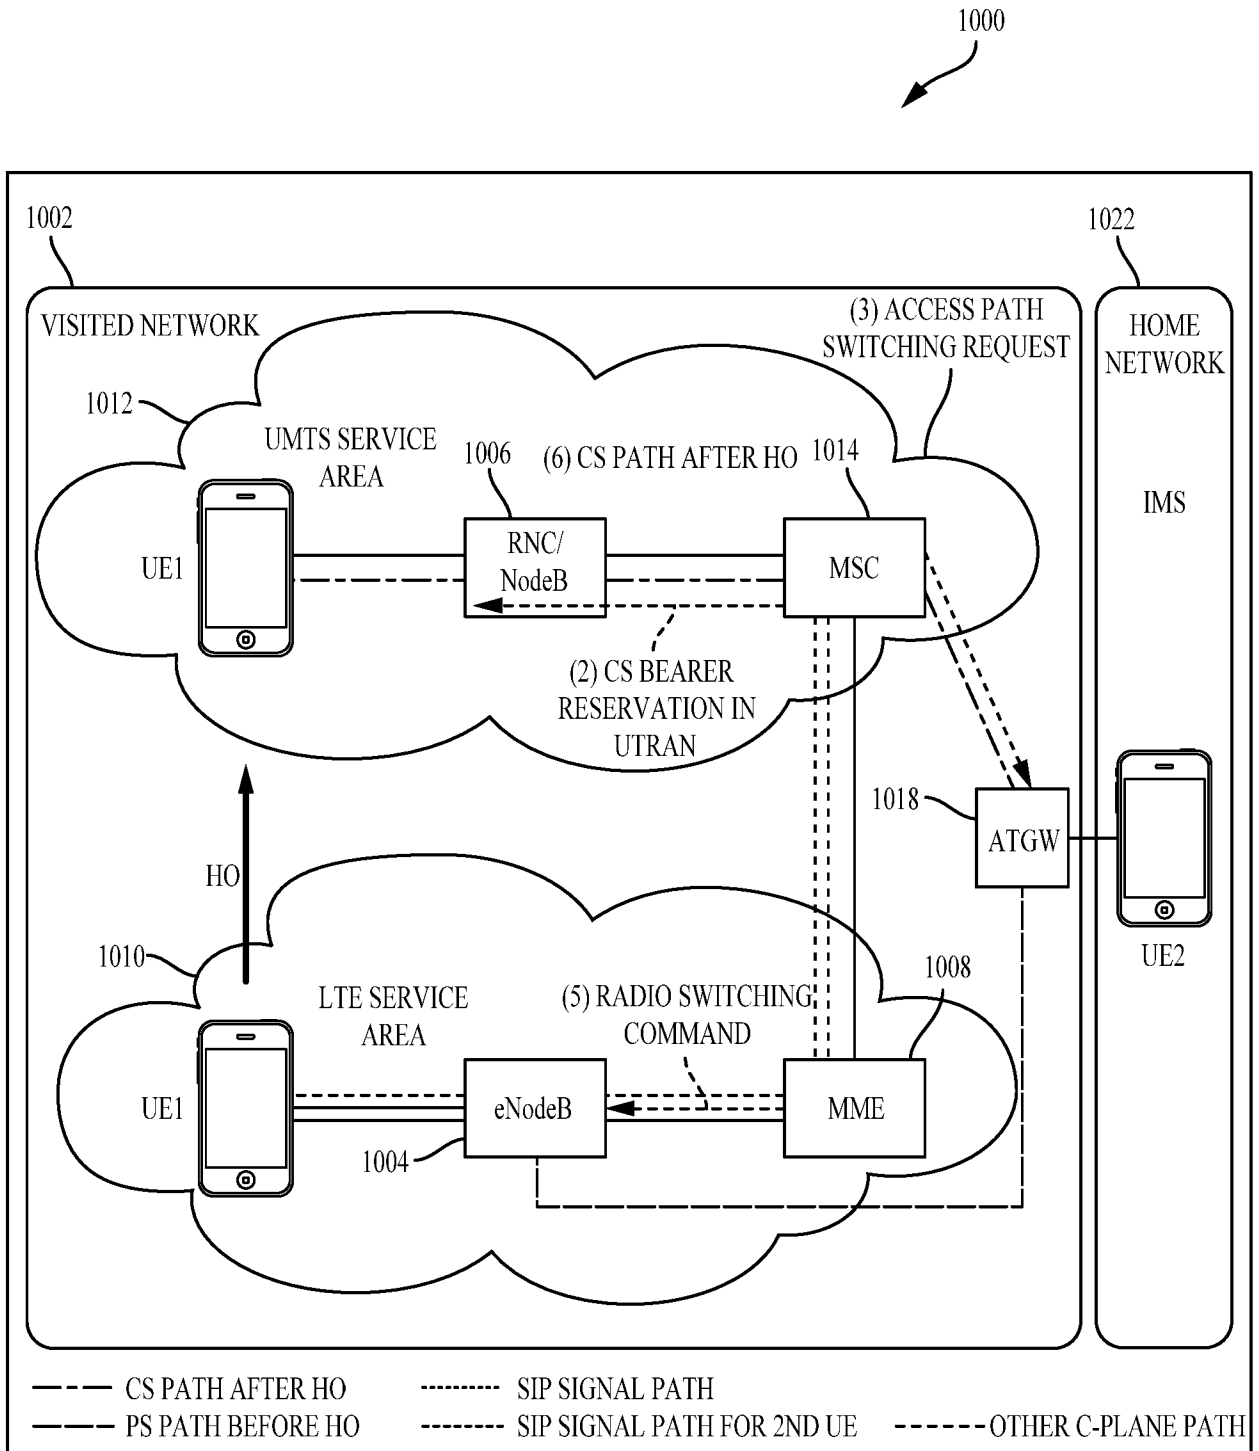 1000
1002
1022
VISITED NETWORK
(3) ACCESS PATH
SWITCHING REQUEST
HOME
NETWORK
1012
UMTS SERVICE
AREA
1006
(6) CS PATH AFTER HO
1014
IMS
UE1
RNC/
NodeB
MSC
(2) CS BEARER
RESERVATION IN
UTRAN
1018
ATGW
HO
UE2
1010
LTE SERVICE
AREA
(5) RADIO SWITCHING
COMMAND
1008
UE1
eNodeB
MME
1004
CS PATH AFTER HO
SIP SIGNAL PATH
PS PATH BEFORE HO
SIP SIGNAL PATH FOR 2ND UE
OTHER C-PLANE PATH